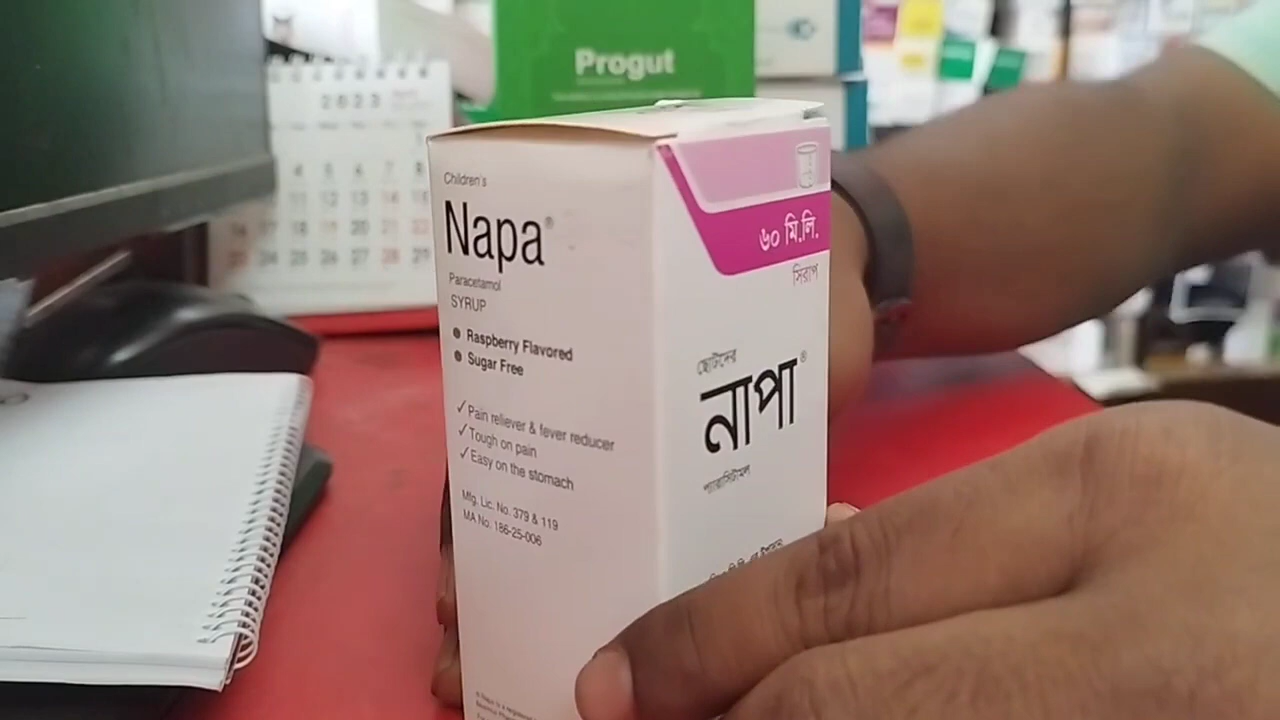 Progut
2023
Children's
Napa®
Paracetamol
SYRUP
Raspberry Flavored
Sugar Free
✓ Pain reliever & fever reducer
✓ Tough on pain
✓ Easy on the stomach
Mfg. Lic. No. 379 & 119
MA No. 186-25-006
৬০ মি.লি.
সিরাপ
ছোটদের
নাপা®
প্যারাসিটামল